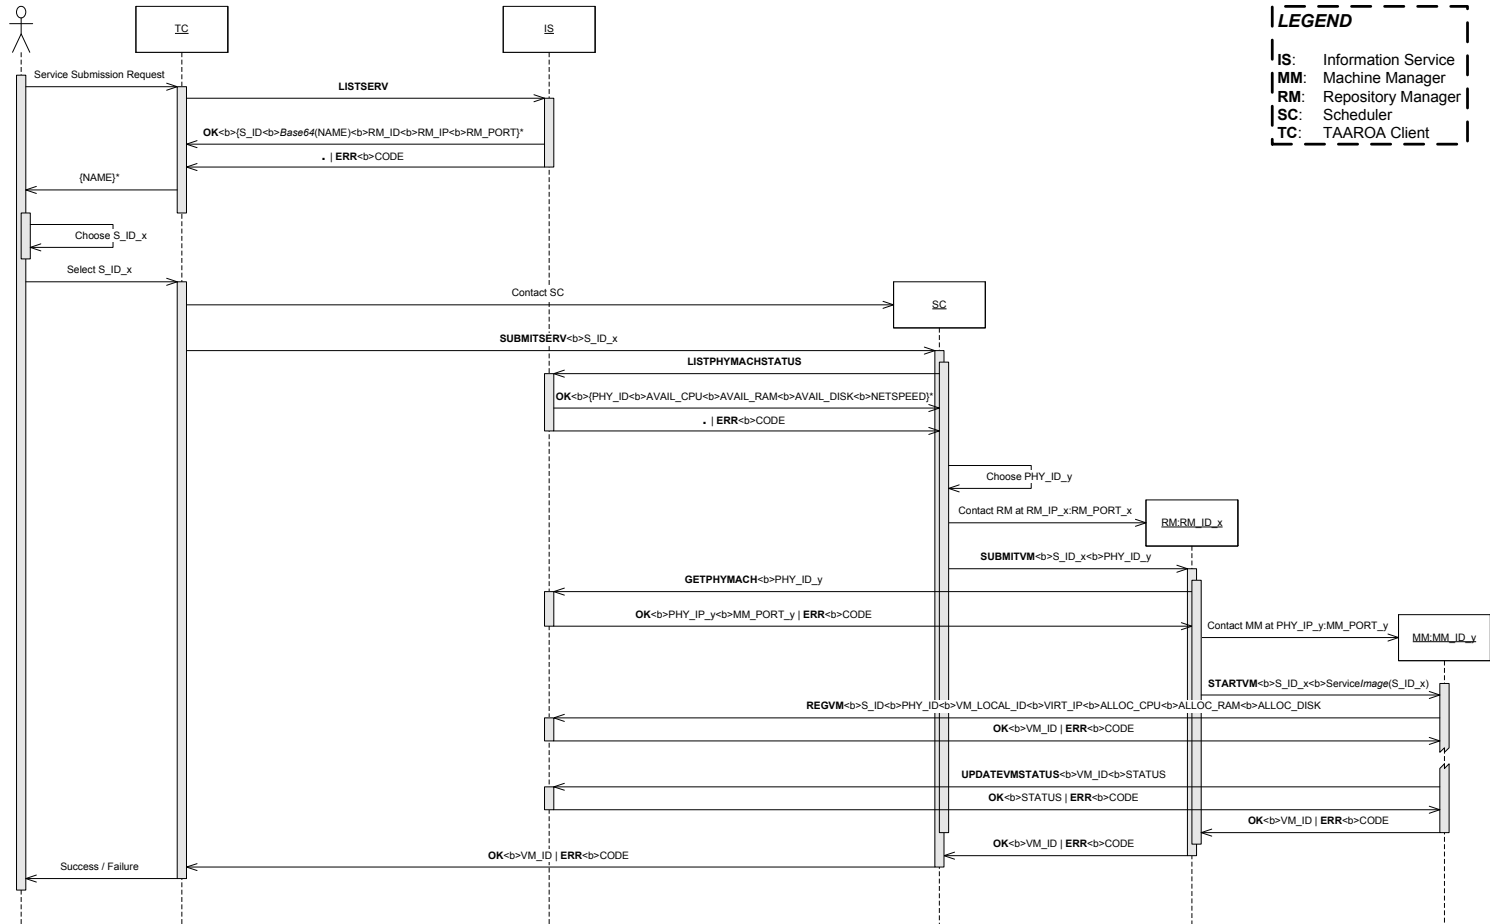 TC
IS
LEGEND
IS: Information Service
MM: Machine Manager
RM: Repository Manager
SC: Scheduler
TC: TAAROA Client
Service Submission Request
LISTSERV
OK<b>{S_ID<b>Base64(NAME)<b>RM_ID<b>RM_IP<b>RM_PORT}*
. | ERR<b>CODE
{NAME}*
Choose S_ID_x
Select S_ID_x
Contact SC
SC
SUBMITSERV<b>S_ID_x
LISTPHYMACHSTATUS
OK<b>{PHY_ID<b>AVAIL_CPU<b>AVAIL_RAM<b>AVAIL_DISK<b>NETSPEED}*
. | ERR<b>CODE
Choose PHY_ID_y
Contact RM at RM_IP_x:RM_PORT_x
RM:RM_ID_x
SUBMITVM<b>S_ID_x<b>PHY_ID_y
GETPHYMACH<b>PHY_ID_y
OK<b>PHY_IP_y<b>MM_PORT_y | ERR<b>CODE
Contact MM at PHY_IP_y:MM_PORT_y
MM:MM_ID_y
STARTVM<b>S_ID_x<b>ServiceImage(S_ID_x)
REGVM<b>S_ID<b>PHY_ID<b>VM_LOCAL_ID<b>VIRT_IP<b>ALLOC_CPU<b>ALLOC_RAM<b>ALLOC_DISK
OK<b>VM_ID | ERR<b>CODE
UPDATEVMSTATUS<b>VM_ID<b>STATUS
OK<b>STATUS | ERR<b>CODE
OK<b>VM_ID | ERR<b>CODE
OK<b>VM_ID | ERR<b>CODE
OK<b>VM_ID | ERR<b>CODE
Success / Failure